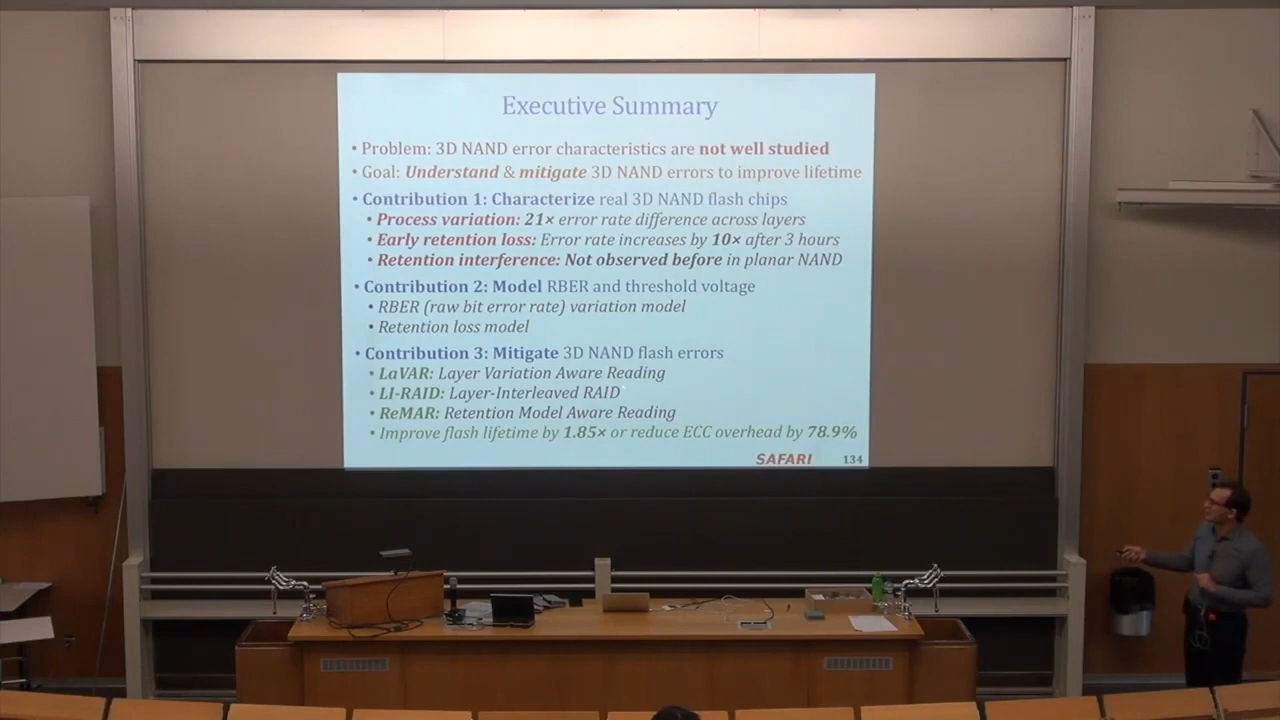 Executive Summary
• Problem: 3D NAND error characteristics are not well studied
• Goal: Understand & mitigate 3D NAND errors to improve lifetime
• Contribution 1: Characterize real 3D NAND flash chips
• Process variation: 21× error rate difference across layers
• Early retention loss: Error rate increases by 10× after 3 hours
• Retention interference: Not observed before in planar NAND
• Contribution 2: Model RBER and threshold voltage
• RBER (raw bit error rate) variation model
• Retention loss model
• Contribution 3: Mitigate 3D NAND flash errors
• LaVAR: Layer Variation Aware Reading
• LI-RAID: Layer-Interleaved RAID
• ReMAR: Retention Model Aware Reading
• Improve flash lifetime by 1.85× or reduce ECC overhead by 78.9%
SAFARI 134